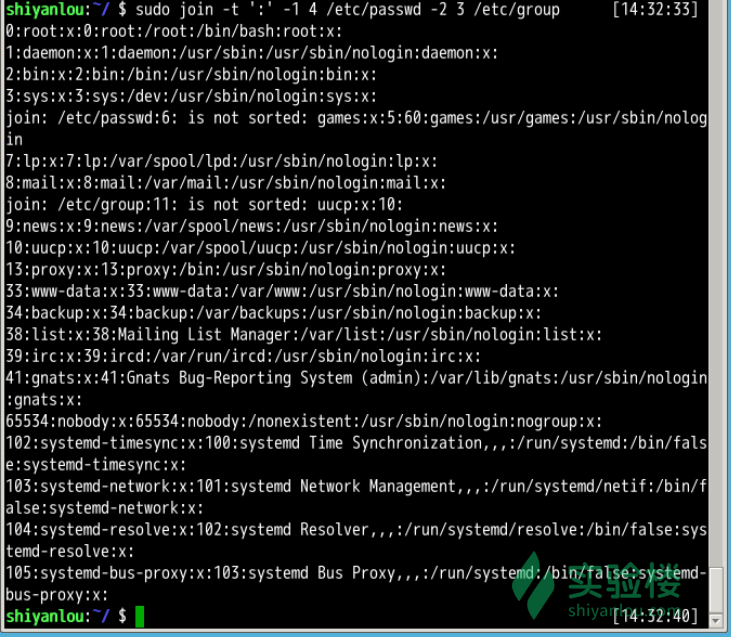 shiyanlou:~/ $ sudo join -t ':' -1 4 /etc/passwd -2 3 /etc/group [14:32:33]
0:root:x:0:root:/root:/bin/bash:root:x:
1:daemon:x:1:daemon:/usr/sbin:/usr/sbin/nologin:daemon:x:
2:bin:x:2:bin:/bin:/usr/sbin/nologin:bin:x:
3:sys:x:3:sys:/dev:/usr/sbin/nologin:sys:x:
join: /etc/passwd:6: is not sorted: games:x:5:60:games:/usr/games:/usr/sbin/nolog
in
7:lp:x:7:lp:/var/spool/lpd:/usr/sbin/nologin:lp:x:
8:mail:x:8:mail:/var/mail:/usr/sbin/nologin:mail:x:
join: /etc/group:11: is not sorted: uucp:x:10:
9:news:x:9:news:/var/spool/news:/usr/sbin/nologin:news:x:
10:uucp:x:10:uucp:/var/spool/uucp:/usr/sbin/nologin:uucp:x:
13:proxy:x:13:proxy:/bin:/usr/sbin/nologin:proxy:x:
33:www-data:x:33:www-data:/var/www:/usr/sbin/nologin:www-data:x:
34:backup:x:34:backup:/var/backups:/usr/sbin/nologin:backup:x:
38:list:x:38:Mailing List Manager:/var/list:/usr/sbin/nologin:list:x:
39:irc:x:39:ircd:/var/run/ircd:/usr/sbin/nologin:irc:x:
41:gnats:x:41:Gnats Bug-Reporting System (admin):/var/lib/gnats:/usr/sbin/nologin
:gnats:x:
65534:nobody:x:65534:nobody:/nonexistent:/usr/sbin/nologin:nogroup:x:
102:systemd-timesync:x:100:systemd Time Synchronization,,,:/run/systemd:/bin/fals
e:systemd-timesync:x:
103:systemd-network:x:101:systemd Network Management,,,:/run/systemd/netif:/bin/f
alse:systemd-network:x:
104:systemd-resolve:x:102:systemd Resolver,,,:/run/systemd/resolve:/bin/false:sys
temd-resolve:x:
105:systemd-bus-proxy:x:103:systemd Bus Proxy,,,:/run/systemd:/bin/false:systemd-
bus-proxy:x:
实验楼
shiyanlou.com
shiyanlou:~/ $ [14:32:40]